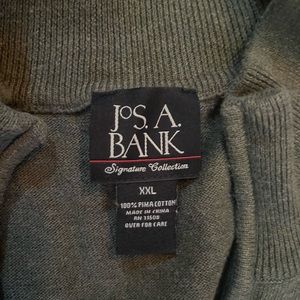 Jos. A.
BANK
Signature Collection
XXL
100% PIMA COTTON
MADE IN CHINA
RN 11508
OVER FOR CARE